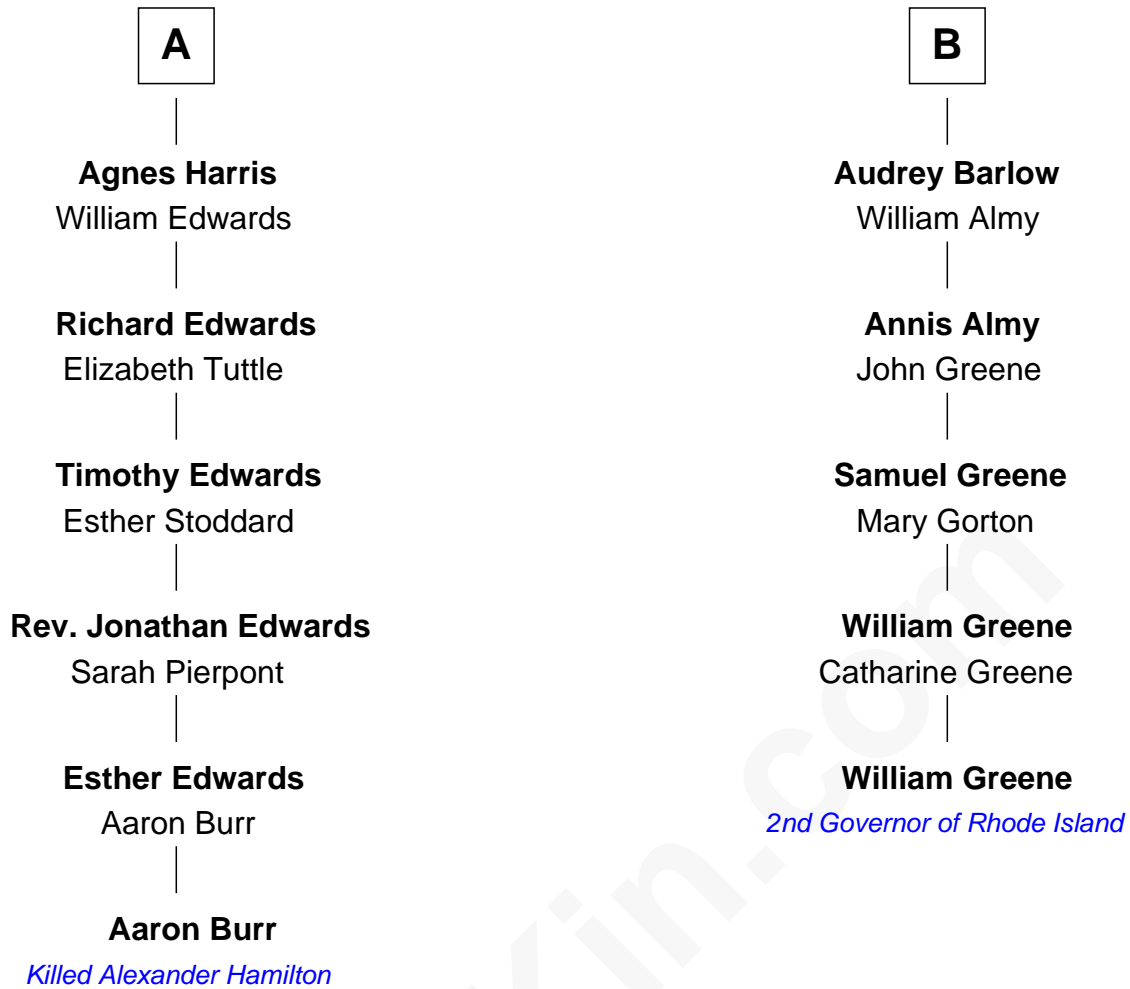 A
Agnes Harris
William Edwards
Richard Edwards
Elizabeth Tuttle
Timothy Edwards
Esther Stoddard
Rev. Jonathan Edwards
Sarah Pierpont
Esther Edwards
Aaron Burr
Aaron Burr
Killed Alexander Hamilton
B
Audrey Barlow
William Almy
Annis Almy
John Greene
Samuel Greene
Mary Gorton
William Greene
Catharine Greene
William Greene
2nd Governor of Rhode Island
Kin.com